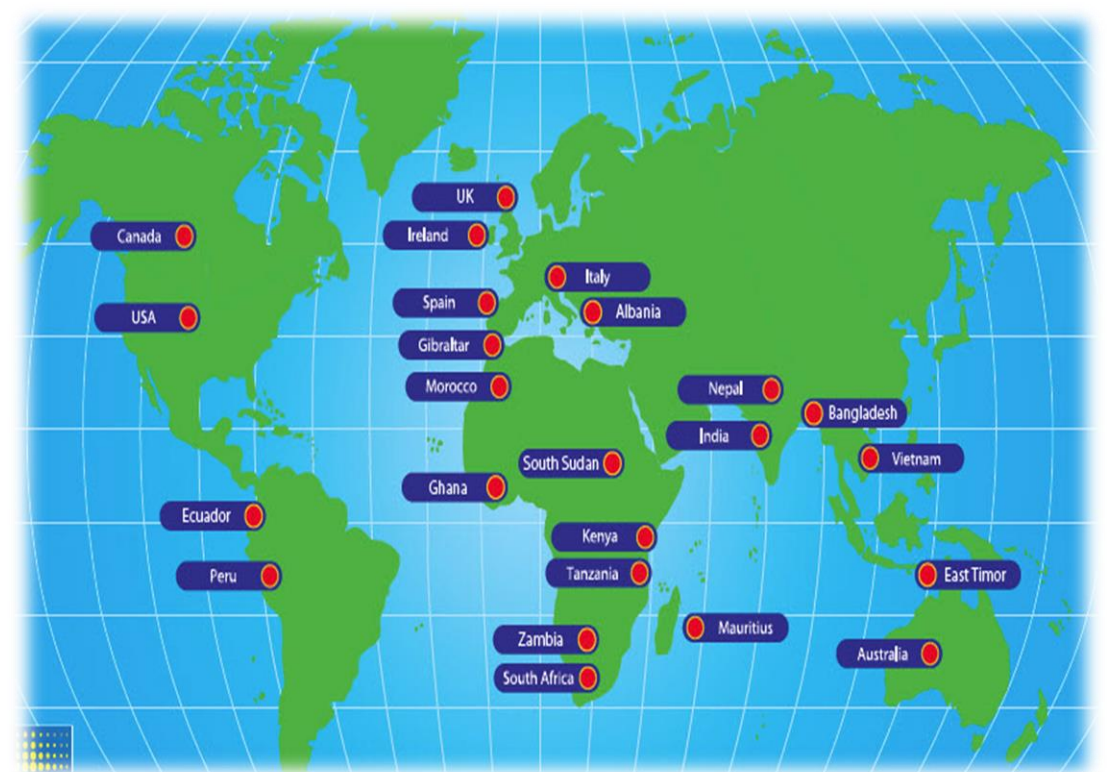 UK
Canada
Ireland
Italy
Spain
USA
Albania
Gibraltar
Morocco
Nepal
Bangladesh
India
Vietnam
South Sudan
Ghana
Ecuador
Kenya
Peru
Tanzania
East Timor
Mauritius
Zambia
Australia
South Africa